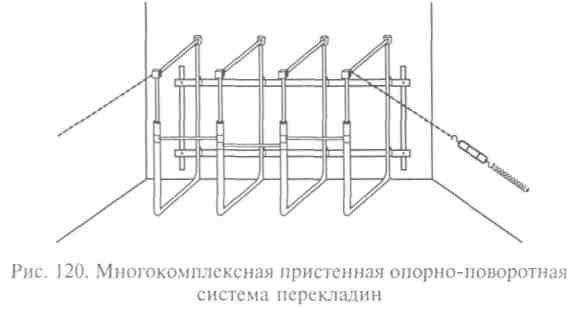 Рис. 120. Многокомплексная пристенная опорно-поворотная
система перекладин